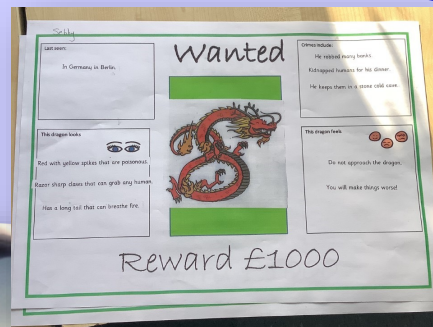 Wanted
Last seen:
In Germany in Berlin.
Crimes include:
He robbed many banks.
Kidnapped humans for his dinner.
He keeps them in a stone cold cave.
This dragon looks
Red with yellow spikes that are poisonous.
Razor sharp claws that can grab any human.
Has a long tail that can breathe fire.
This dragon feels
Do not approach the dragon.
You will make things worse!
Reward £1000